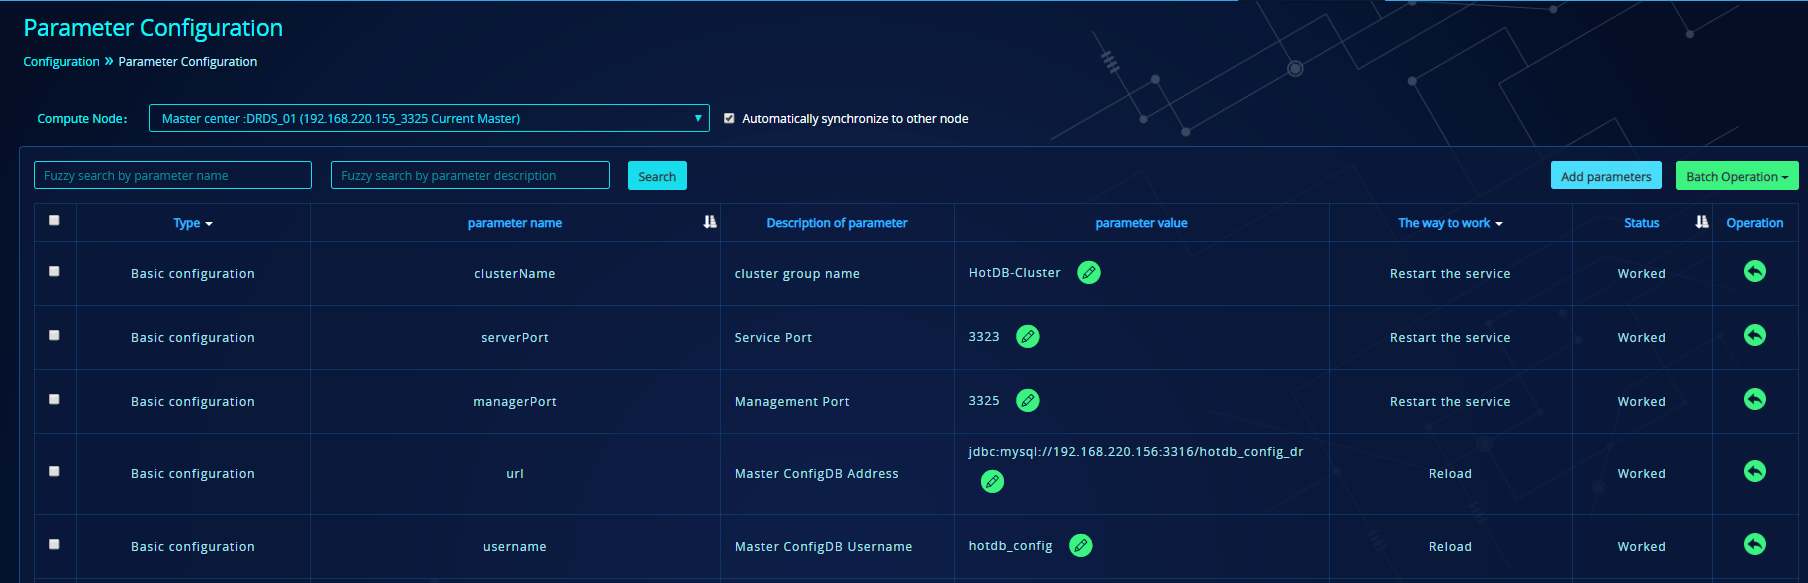 Parameter Configuration
Configuration » Parameter Configuration
Compute Node: Master center :DRDS_01 (192.168.220.155_3325 Current Master) Automatically synchronize to other node
Fuzzy search by parameter name Fuzzy search by parameter description Search Add parameters Batch Operation
Type parameter name Description of parameter parameter value The way to work Status Operation
Basic configuration clusterName cluster group name HotDB-Cluster Restart the service Worked
Basic configuration serverPort Service Port 3323 Restart the service Worked
Basic configuration managerPort Management Port 3325 Restart the service Worked
Basic configuration url Master ConfigDB Address jdbc:mysql://192.168.220.156:3316/hotdb_config_dr Reload Worked
Basic configuration username Master ConfigDB Username hotdb_config Reload Worked